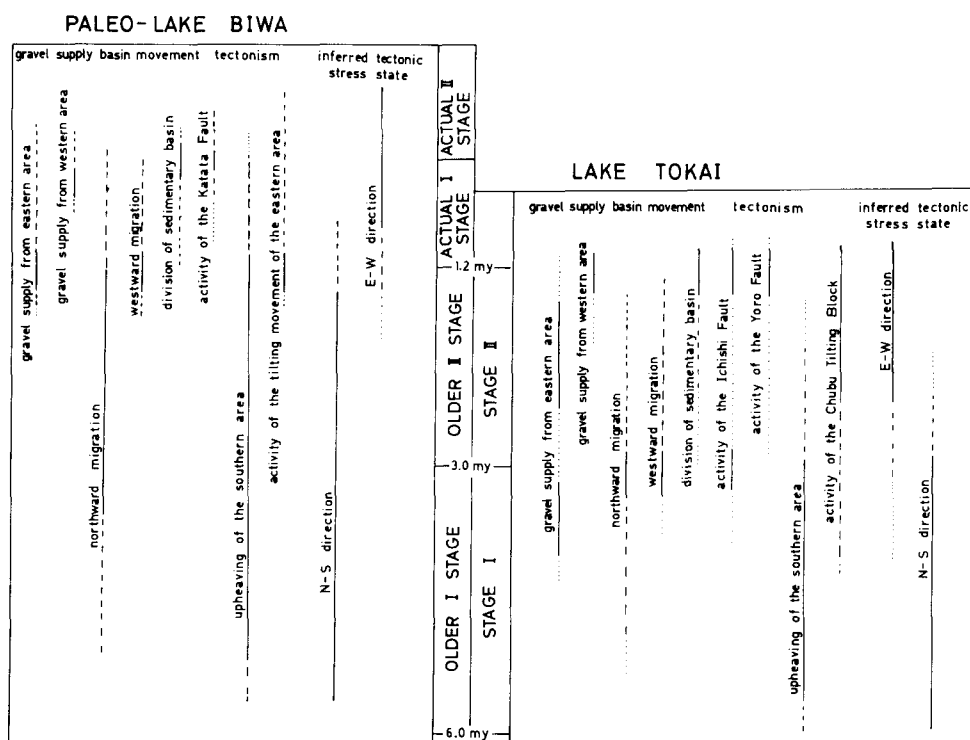 PALEO-LAKE BIWA
gravel supply basin movement tectonism inferred tectonic
stress state
gravel supply from eastern area
gravel supply from western area
northward migration
westward migration
division of sedimentary basin
activity of the Katata Fault
upheaving of the southern area
activity of the tilting movement of the eastern area
N-S direction
E-W direction
ACTUAL II
STAGE
ACTUAL I
STAGE
1.2 my
OLDER II STAGE
STAGE II
3.0 my
OLDER I STAGE
STAGE I
6.0 my
LAKE TOKAI
gravel supply basin movement tectonism inferred tectonic
stress state
gravel supply from eastern area
gravel supply from western area
northward migration
westward migration
division of sedimentary basin
activity of the Ichishi Fault
activity of the Yoro Fault
upheaving of the southern area
activity of the Chubu Tilting Block
E-W direction
N-S direction